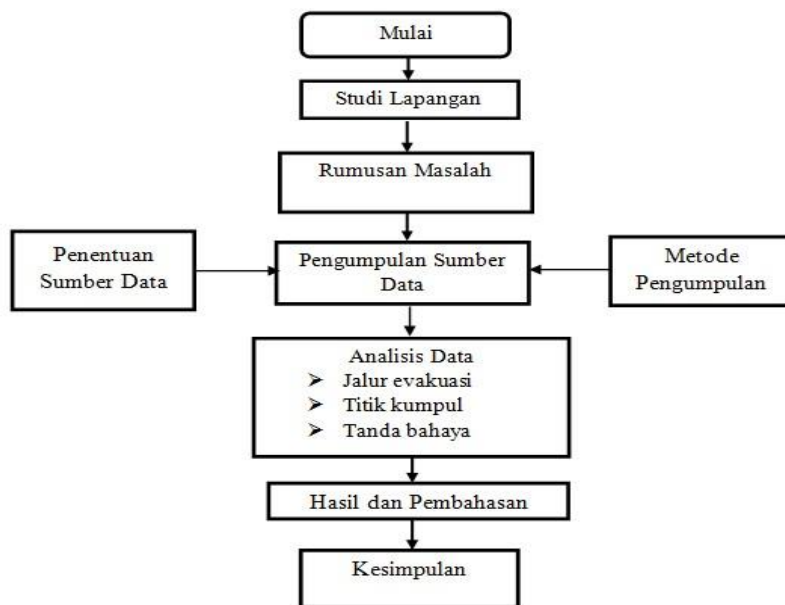 Mulai
Studi Lapangan
Rumusan Masalah
Penentuan
Sumber Data
Pengumpulan Sumber
Data
Metode
Pengumpulan
Analisis Data
➢ Jalur evakuasi
➢ Titik kumpul
➢ Tanda bahaya
Hasil dan Pembahasan
Kesimpulan